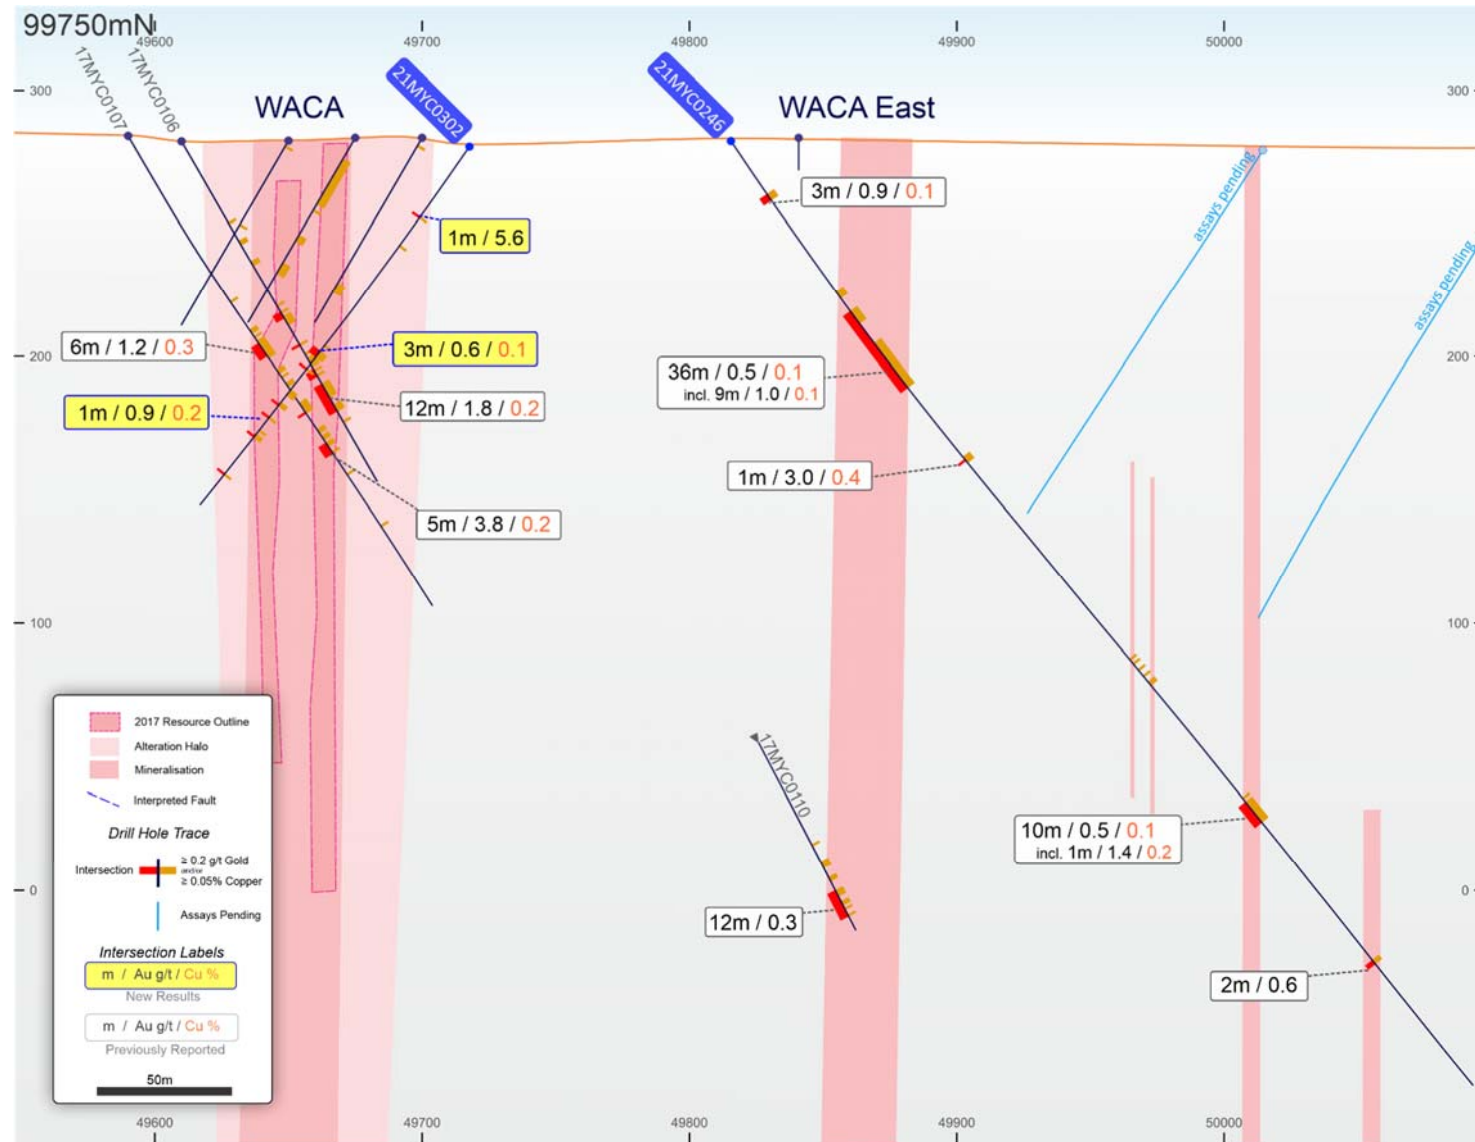 99750mN
49600
49700
49800
49900
50000
300
300
17MYC0107
17MYC0106
WACA
21MYC0302
21MYC0246
WACA East
assays pending
assays pending
3m / 0.9 / 0.1
1m / 5.6
6m / 1.2 / 0.3
3m / 0.6 / 0.1
200
200
36m / 0.5 / 0.1
incl. 9m / 1.0 / 0.1
1m / 0.9 / 0.2
12m / 1.8 / 0.2
1m / 3.0 / 0.4
5m / 3.8 / 0.2
100
100
17MYC0110
10m / 0.5 / 0.1
incl. 1m / 1.4 / 0.2
0
0
12m / 0.3
2m / 0.6
2017 Resource Outline
Alteration Halo
Mineralisation
Interpreted Fault
Drill Hole Trace
Intersection
≥ 0.2 g/t Gold
and/or
≥ 0.05% Copper
Assays Pending
Intersection Labels
m / Au g/t / Cu %
New Results
m / Au g/t / Cu %
Previously Reported
50m
49600
49700
49800
49900
50000